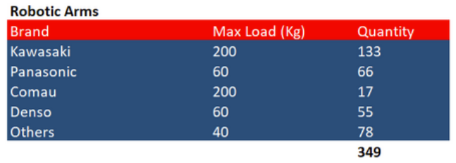 Robotic Arms
Brand Max Load (Kg) Quantity
Kawasaki 200 133
Panasonic 60 66
Comau 200 17
Denso 60 55
Others 40 78
349